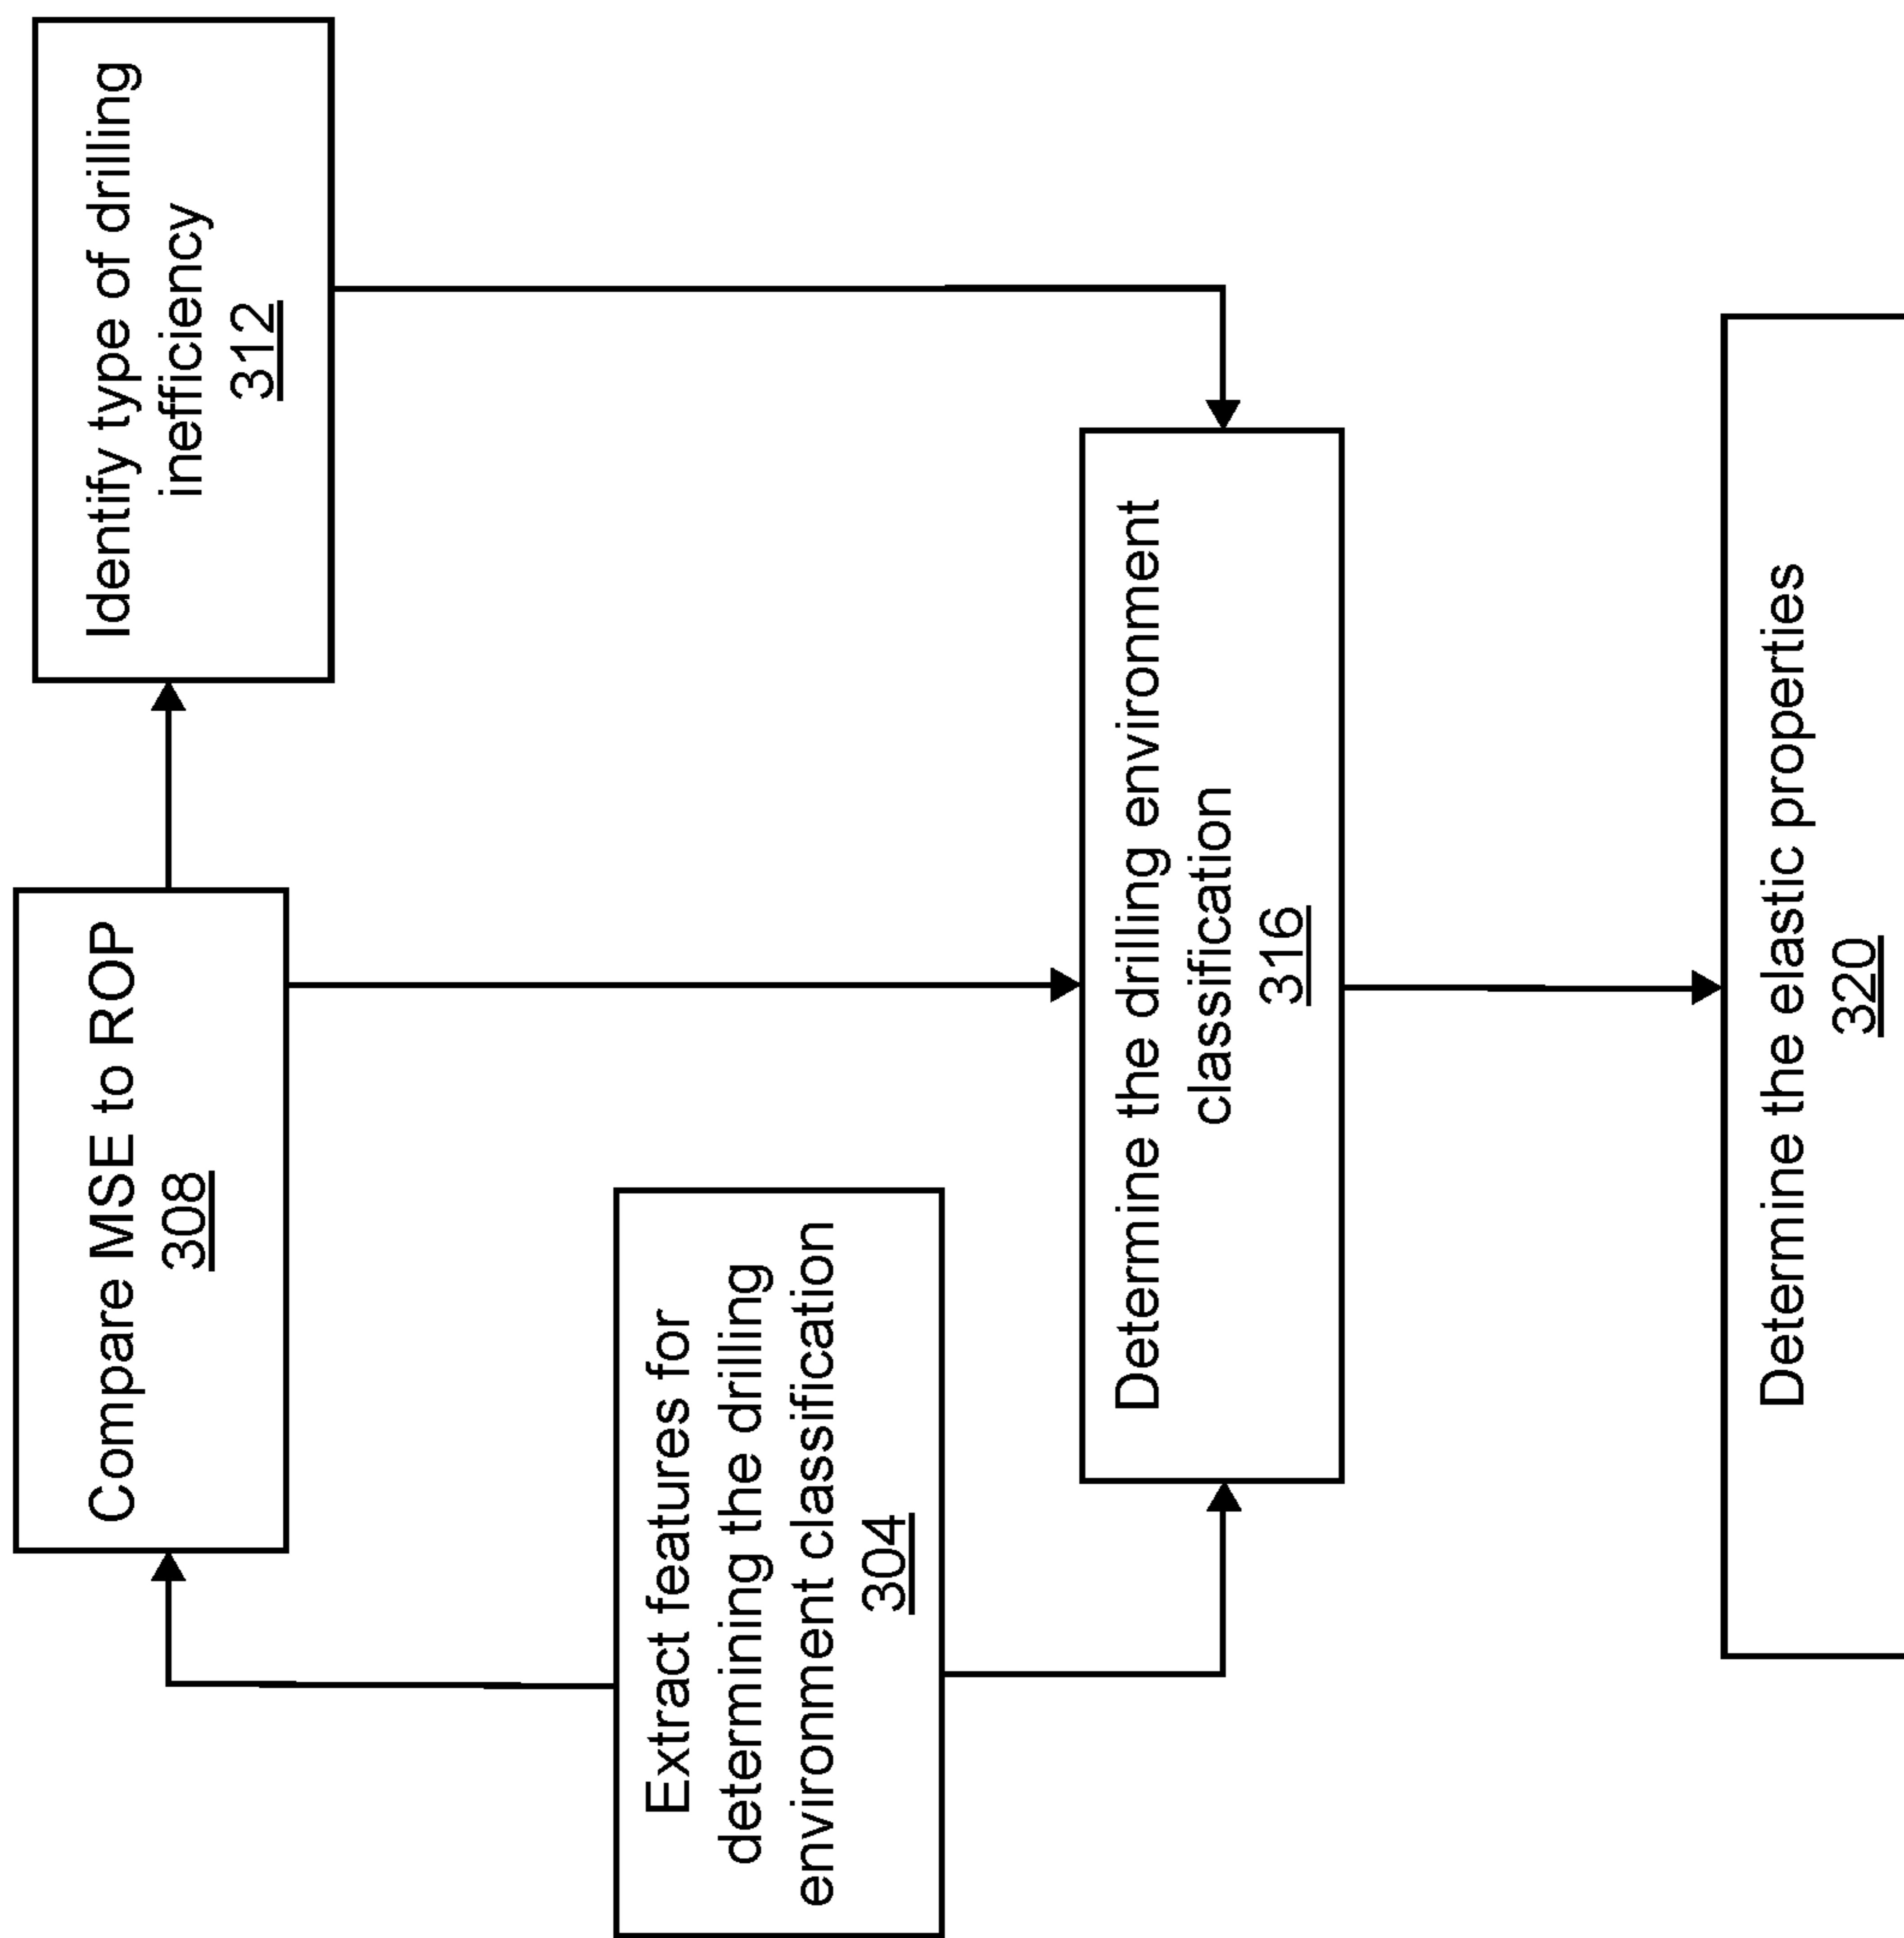 Compare MSE to ROP
308
Identify type of drilling
inefficiency
312
Extract features for
determining the drilling
environment classification
304
Determine the drilling environment
classification
316
Determine the elastic properties
320